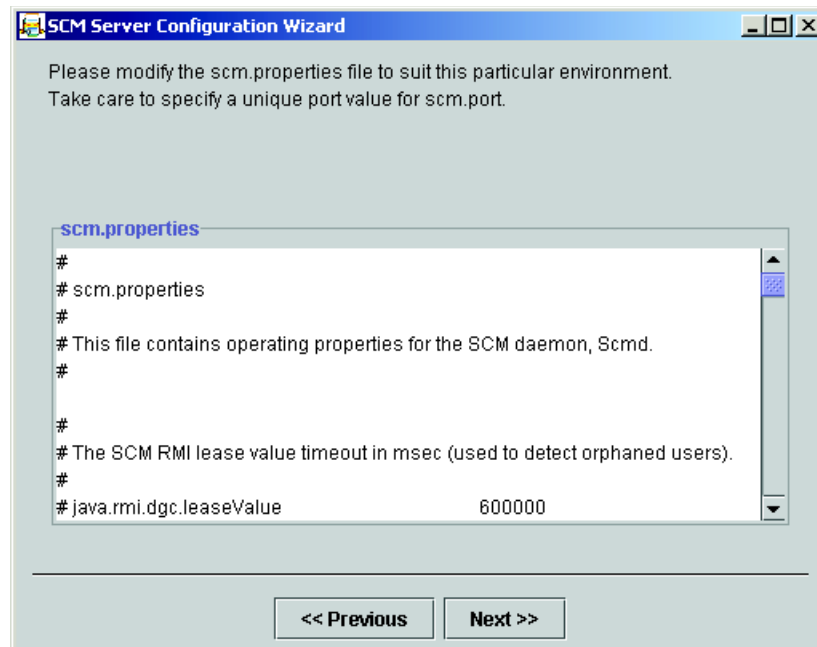 SCM Server Configuration Wizard
Please modify the scm.properties file to suit this particular environment.
Take care to specify a unique port value for scm.port.
scm.properties
#
# scm.properties
#
# This file contains operating properties for the SCM daemon, Scmd.
#
#
# The SCM RMI lease value timeout in msec (used to detect orphaned users).
#
# java.rmi.dgc.leaseValue 600000
<< Previous
Next >>